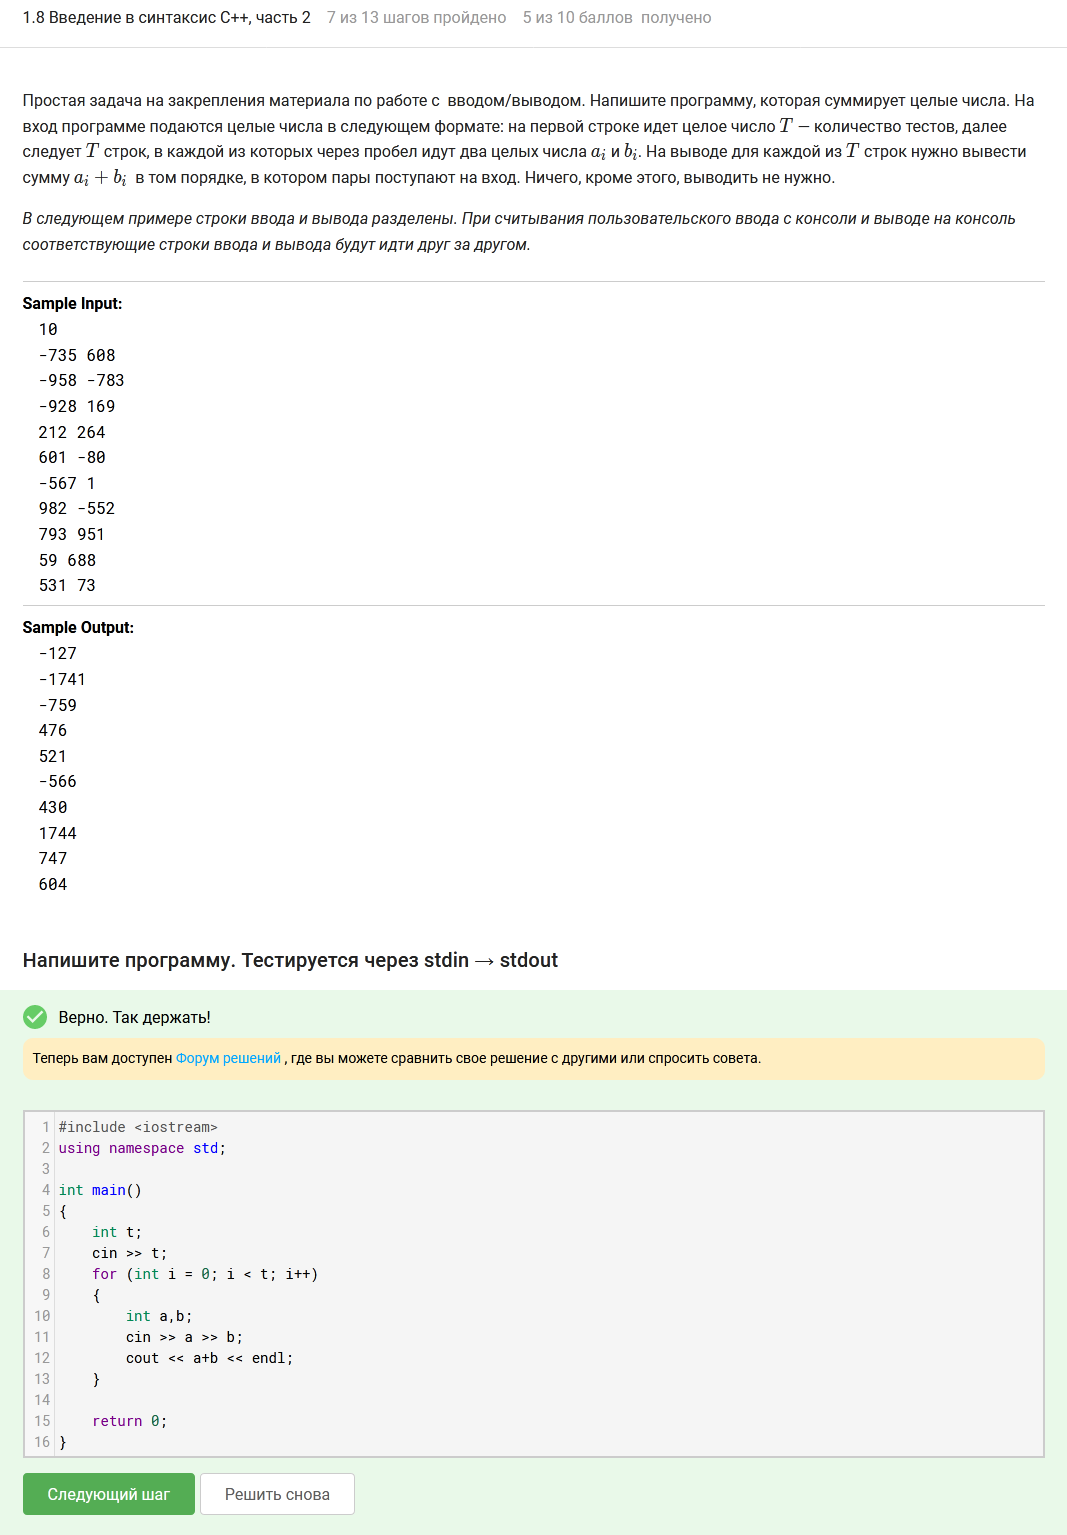 1.8 Введение в синтаксис C++, часть 2 7 из 13 шагов пройдено 5 из 10 баллов получено
Простая задача на закрепления материала по работе с вводом/выводом. Напишите программу, которая суммирует целые числа. На
вход программе подаются целые числа в следующем формате: на первой строке идет целое число T — количество тестов, далее
следует T строк, в каждой из которых через пробел идут два целых числа a_i и b_i. На выводе для каждой из T строк нужно вывести
сумму a_i + b_i в том порядке, в котором пары поступают на вход. Ничего, кроме этого, выводить не нужно.
В следующем примере строки ввода и вывода разделены. При считывания пользовательского ввода с консоли и выводе на консоль
соответствующие строки ввода и вывода будут идти друг за другом.
Sample Input:
10
-735 608
-958 -783
-928 169
212 264
601 -80
-567 1
982 -552
793 951
59 688
531 73
Sample Output:
-127
-1741
-759
476
521
-566
430
1744
747
604
Напишите программу. Тестируется через stdin → stdout
Верно. Так держать!
Теперь вам доступен Форум решений , где вы можете сравнить свое решение с другими или спросить совета.
1 #include <iostream>
2 using namespace std;
3
4 int main()
5 {
6     int t;
7     cin >> t;
8     for (int i = 0; i < t; i++)
9     {
10         int a,b;
11         cin >> a >> b;
12         cout << a+b << endl;
13     }
14
15     return 0;
16 }
Следующий шаг Решить снова